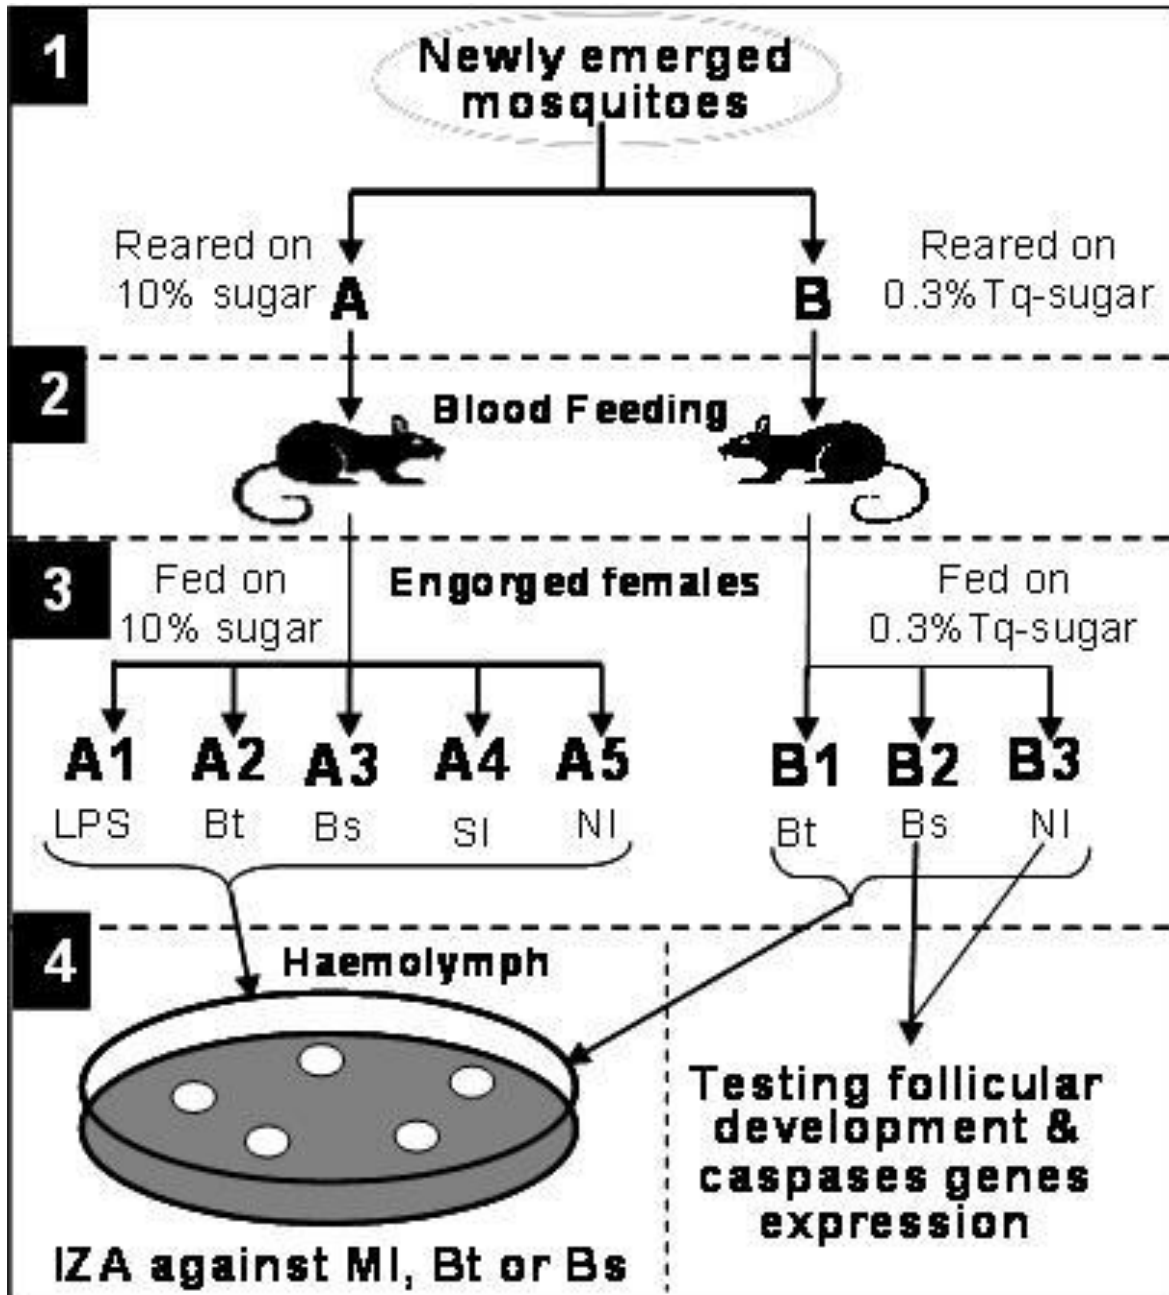 1
Newly emerged
mosquitoes
Reared on
10% sugar
A
B
Reared on
0.3%Tq-sugar
2
Blood Feeding
3
Fed on
10% sugar
Engorged females
Fed on
0.3%Tq-sugar
A1 A2 A3 A4 A5
LPS Bt Bs SI NI
B1 B2 B3
Bt Bs NI
4
Haemolymph
IZA against MI, Bt or Bs
Testing follicular
development &
caspases genes
expression